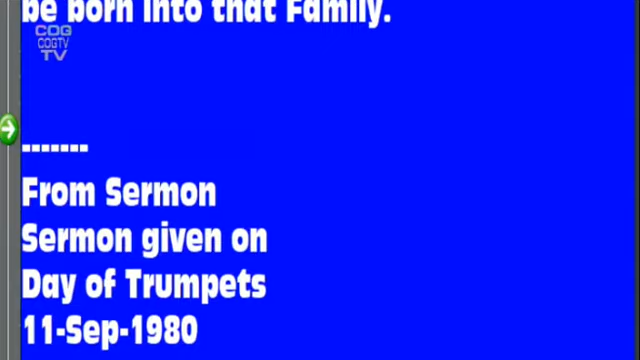 be born into that Family.
COG
COGTV
TV
-------
From Sermon
Sermon given on
Day of Trumpets
11-Sep-1980